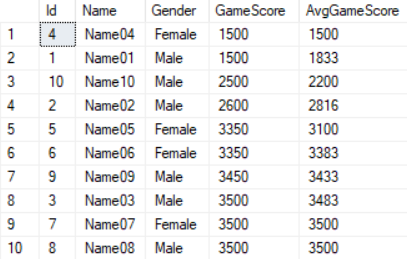 Id Name Gender GameScore AvgGameScore
1 4 Name04 Female 1500 1500
2 1 Name01 Male 1500 1833
3 10 Name10 Male 2500 2200
4 2 Name02 Male 2600 2816
5 5 Name05 Female 3350 3100
6 6 Name06 Female 3350 3383
7 9 Name09 Male 3450 3433
8 3 Name03 Male 3500 3483
9 7 Name07 Female 3500 3500
10 8 Name08 Male 3500 3500